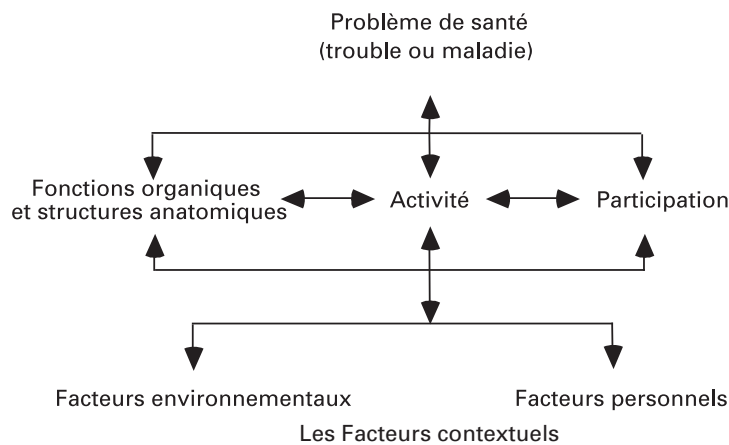 Problème de santé
(trouble ou maladie)
Fonctions organiques
et structures anatomiques
Activité
Participation
Facteurs environnementaux
Facteurs personnels
Les Facteurs contextuels